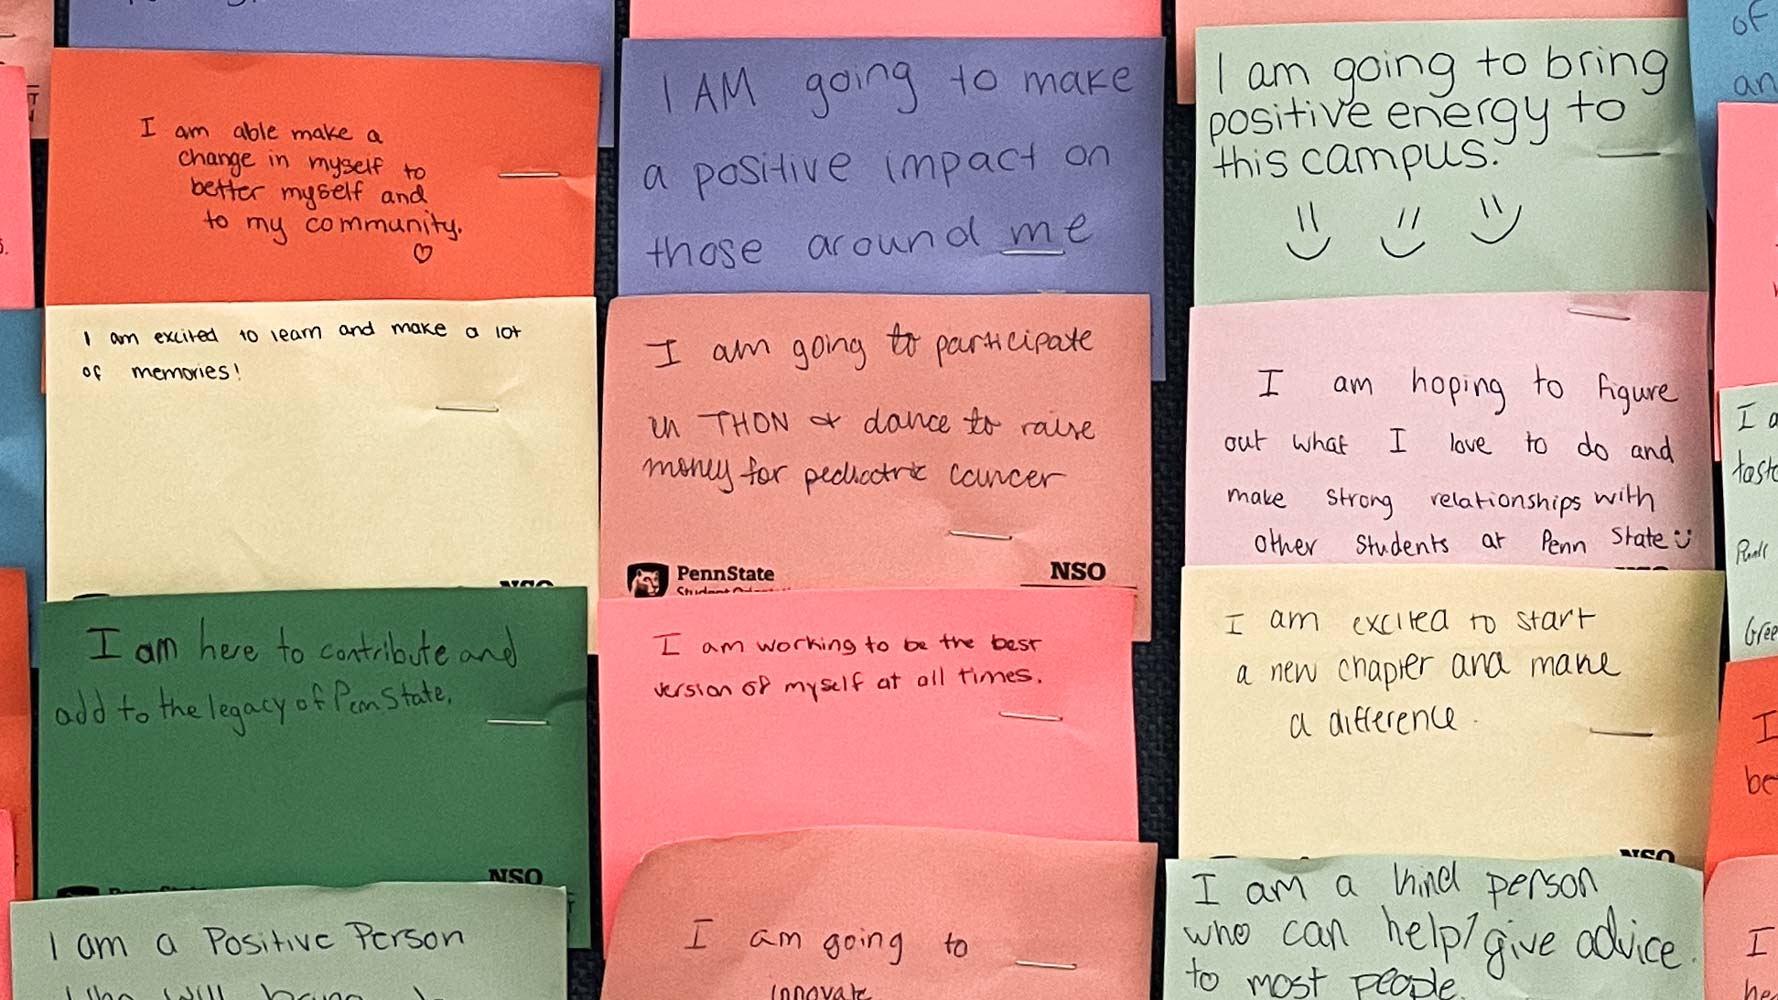 I am able make a
change in myself to
better myself and
to my community.
I AM going to make
a positive impact on
those around me
I am going to bring
positive energy to
this campus.
of
an
I am excited to learn and make a lot
of memories!
NSO
I am going to participate
in THON & dance to raise
money for pediatric cancer
PennState
NSO
I am hoping to figure
out what I love to do and
make strong relationships with
other students at Penn State
I a
I am here to contribute and
add to the legacy of Penn State.
NSO
I am working to be the best
version of myself at all times.
I am excited to start
a new chapter and make
a difference.
NSO
I
be
I am a Positive Person
who will bring
I am going to
innovate
I am a kind person
who can help/give advice
to most people.
I
he